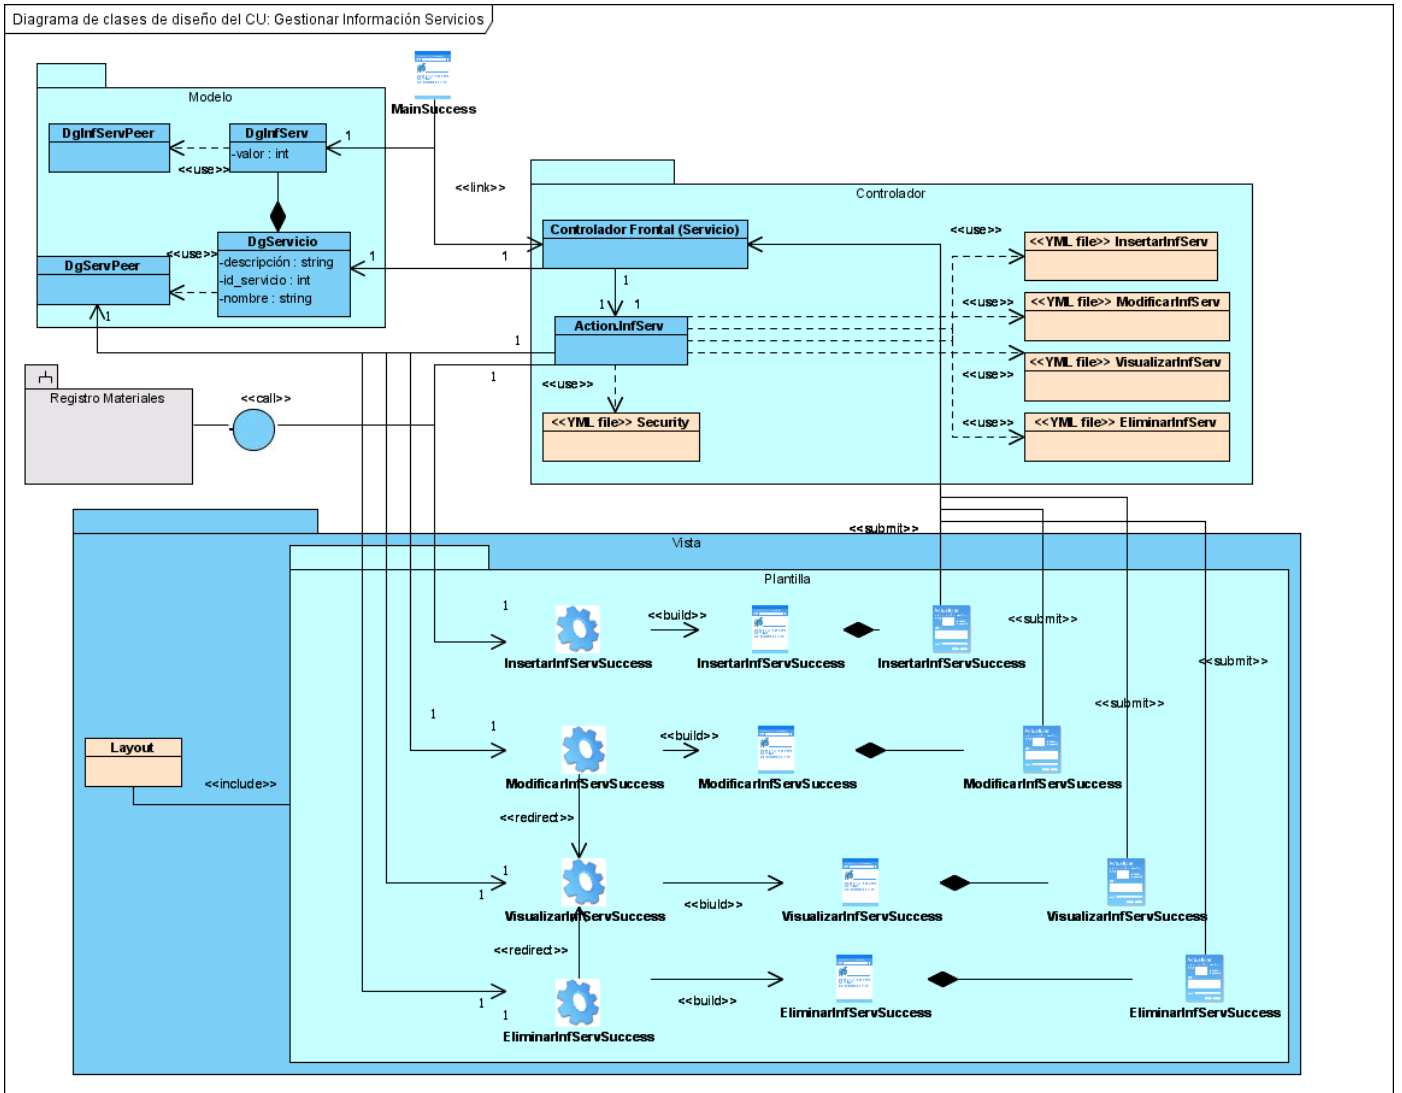 Diagrama de clases de diseño del CU: Gestionar Información Servicios
MainSuccess
Modelo
DgInfServPeer
DgInfServ
-valor : int
<<use>>
1
<<use>>
DgServicio
-descripción : string
-id_servicio : int
-nombre : string
DgServPeer
1
1
<<link>>
Controlador
Controlador Frontal (Servicio)
1
1
1
1
Action.InfServ
1
1
<<use>>
<<YML file>> Security
<<use>>
<<YML file>> InsertarInfServ
<<use>>
<<YML file>> ModificarInfServ
<<YML file>> VisualizarInfServ
<<use>>
<<use>>
<<YML file>> EliminarInfServ
Registro Materiales
<<call>>
Vista
<<submit>>
Plantilla
1
InsertarInfServSuccess
<<build>>
InsertarInfServSuccess
InsertarInfServSuccess
<<submit>>
<<submit>>
<<submit>>
Layout
<<include>>
1
1
ModificarInfServSuccess
<<build>>
ModificarInfServSuccess
ModificarInfServSuccess
<<redirect>>
1
1
VisualizarInfServSuccess
<<biuld>>
VisualizarInfServSuccess
VisualizarInfServSuccess
<<redirect>>
1
1
EliminarInfServSuccess
<<build>>
EliminarInfServSuccess
EliminarInfServSuccess